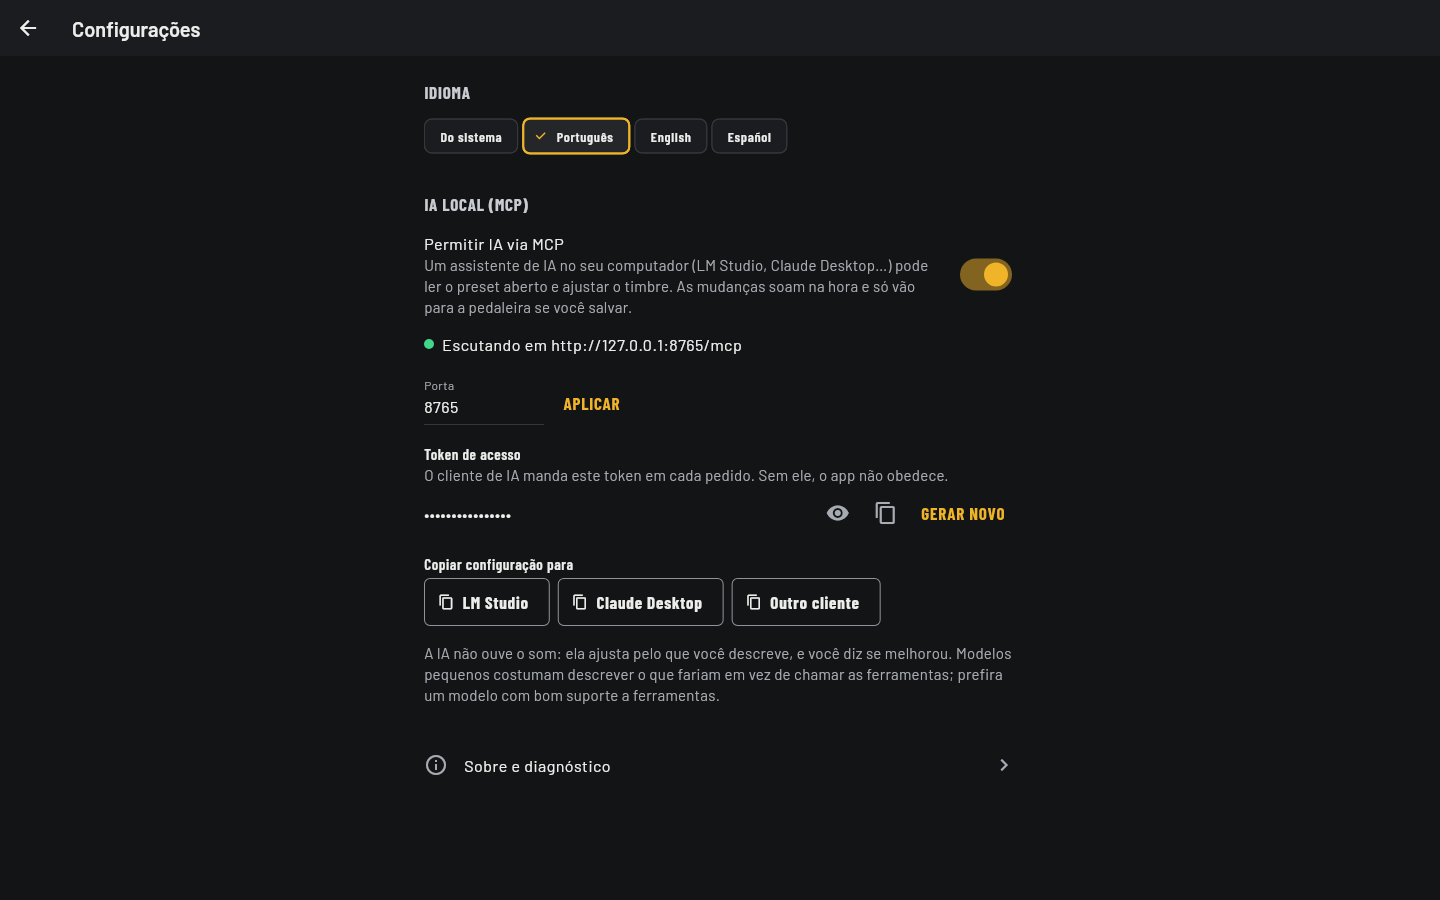 Configurações
IDIOMA
Do sistema
Português
English
Español
IA LOCAL (MCP)
Permitir IA via MCP
Um assistente de IA no seu computador (LM Studio, Claude Desktop...) pode
ler o preset aberto e ajustar o timbre. As mudanças soam na hora e só vão
para a pedaleira se você salvar.
Escutando em http://127.0.0.1:8765/mcp
Porta
8765
APLICAR
Token de acesso
O cliente de IA manda este token em cada pedido. Sem ele, o app não obedece.
••••••••••••••••
GERAR NOVO
Copiar configuração para
LM Studio
Claude Desktop
Outro cliente
A IA não ouve o som: ela ajusta pelo que você descreve, e você diz se melhorou. Modelos
pequenos costumam descrever o que fariam em vez de chamar as ferramentas; prefira
um modelo com bom suporte a ferramentas.
Sobre e diagnóstico